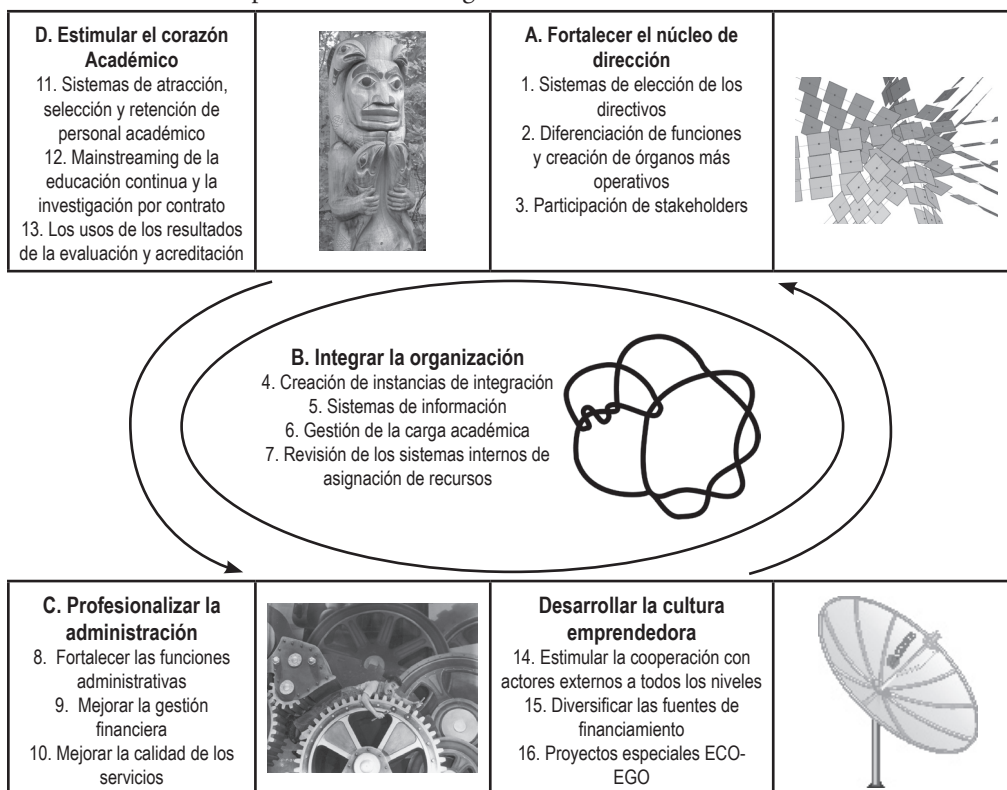 D. Estimular el corazón
Académico
11. Sistemas de atracción,
selección y retención de
personal académico
12. Mainstreaming de la
educación continua y la
investigación por contrato
13. Los usos de los resultados
de la evaluación y acreditación
A. Fortalecer el núcleo de
dirección
1. Sistemas de elección de los
directivos
2. Diferenciación de funciones
y creación de órganos más
operativos
3. Participación de stakeholders
B. Integrar la organización
4. Creación de instancias de integración
5. Sistemas de información
6. Gestión de la carga académica
7. Revisión de los sistemas internos de
asignación de recursos
C. Profesionalizar la
administración
8. Fortalecer las funciones
administrativas
9. Mejorar la gestión
financiera
10. Mejorar la calidad de los
servicios
Desarrollar la cultura
emprendedora
14. Estimular la cooperación con
actores externos a todos los niveles
15. Diversificar las fuentes de
financiamiento
16. Proyectos especiales ECO-
EGO